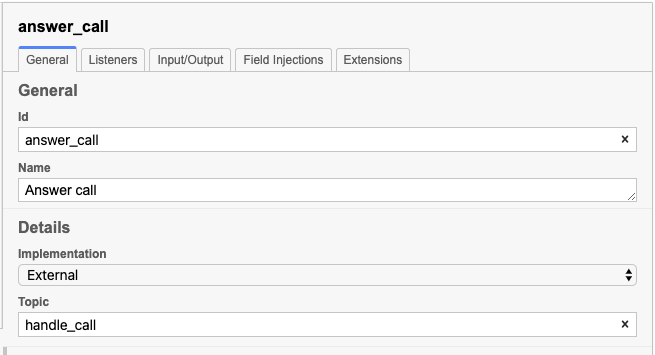 answer_call
General Listeners Input/Output Field Injections Extensions
General
Id
answer_call ×
Name
Answer call
Details
Implementation
External
Topic
handle_call ×